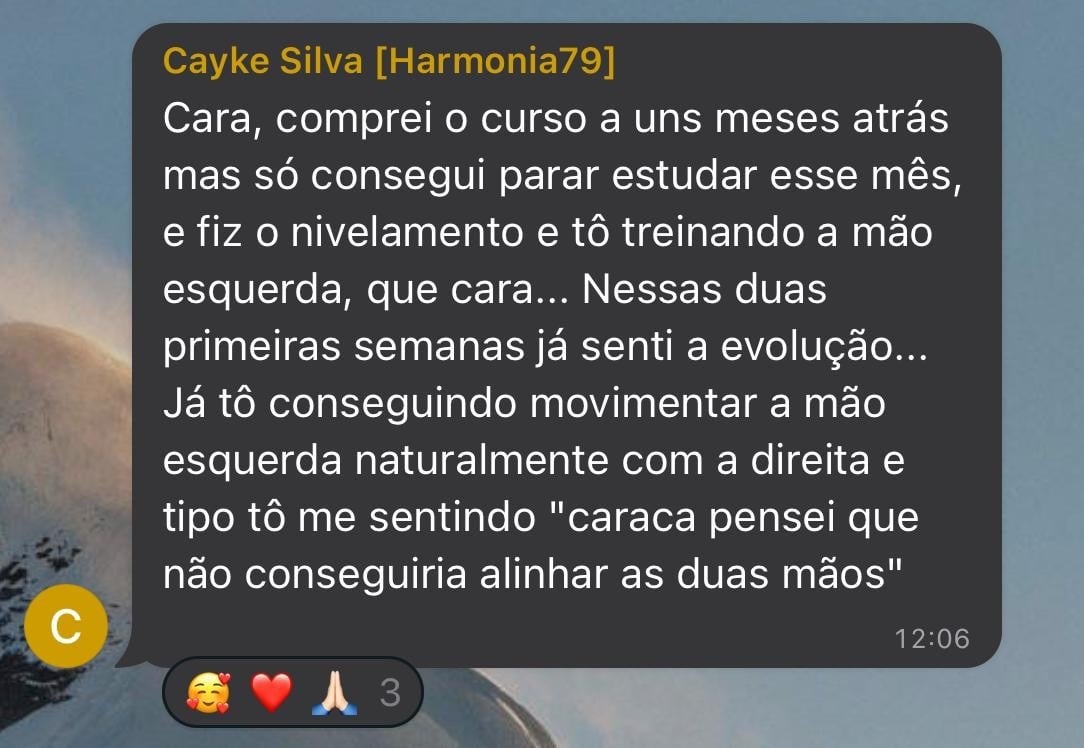 Cayke Silva [Harmonia79]
Cara, comprei o curso a uns meses atrás
mas só consegui parar estudar esse mês,
e fiz o nivelamento e tô treinando a mão
esquerda, que cara... Nessas duas
primeiras semanas já senti a evolução...
Já tô conseguindo movimentar a mão
esquerda naturalmente com a direita e
tipo tô me sentindo "caraca pensei que
não conseguiria alinhar as duas mãos"
C
12:06
🥰 ❤️ 🙏🏻 3